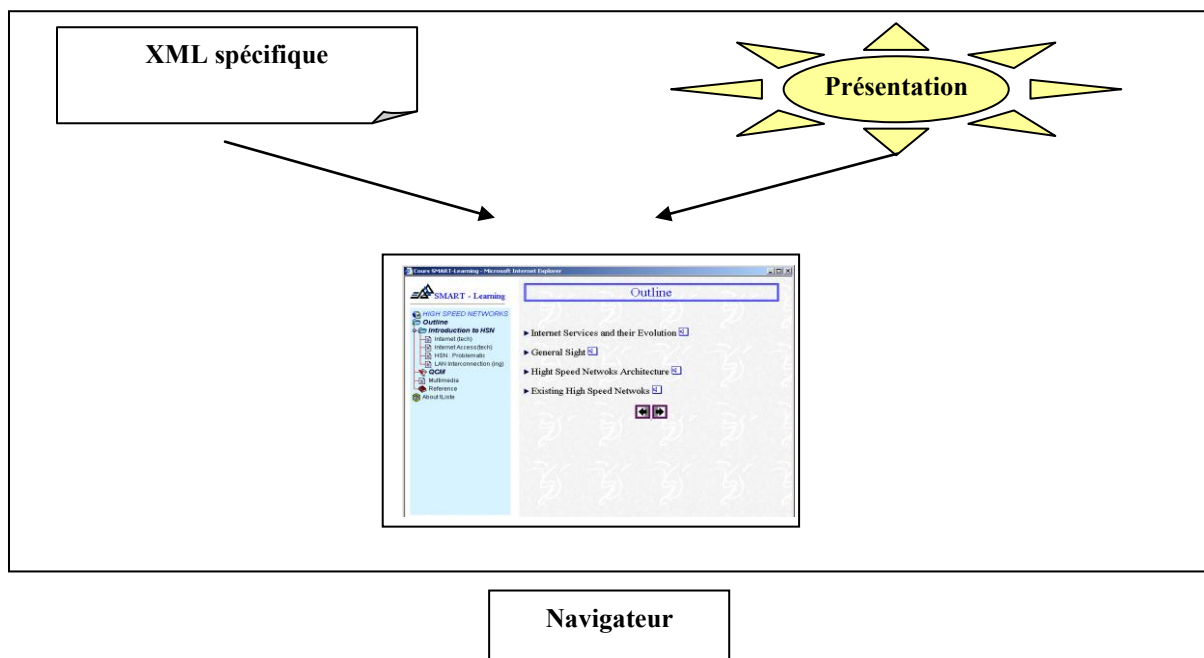 XML spécifique
Présentation
Cours SMART-Learning - Microsoft Internet Explorer
SMART - Learning
Outline
HIGH SPEED NETWORKS
Outline
Introduction to HSN
Internet (tech)
Internet Access(tech)
HSN : Problematic
LAN Interconnection (ing)
QCM
Multimedia
Reference
About IListe
Internet Services and their Evolution
General Sight
Hight Speed Netwoks Architecture
Existing High Speed Netwoks
Navigateur